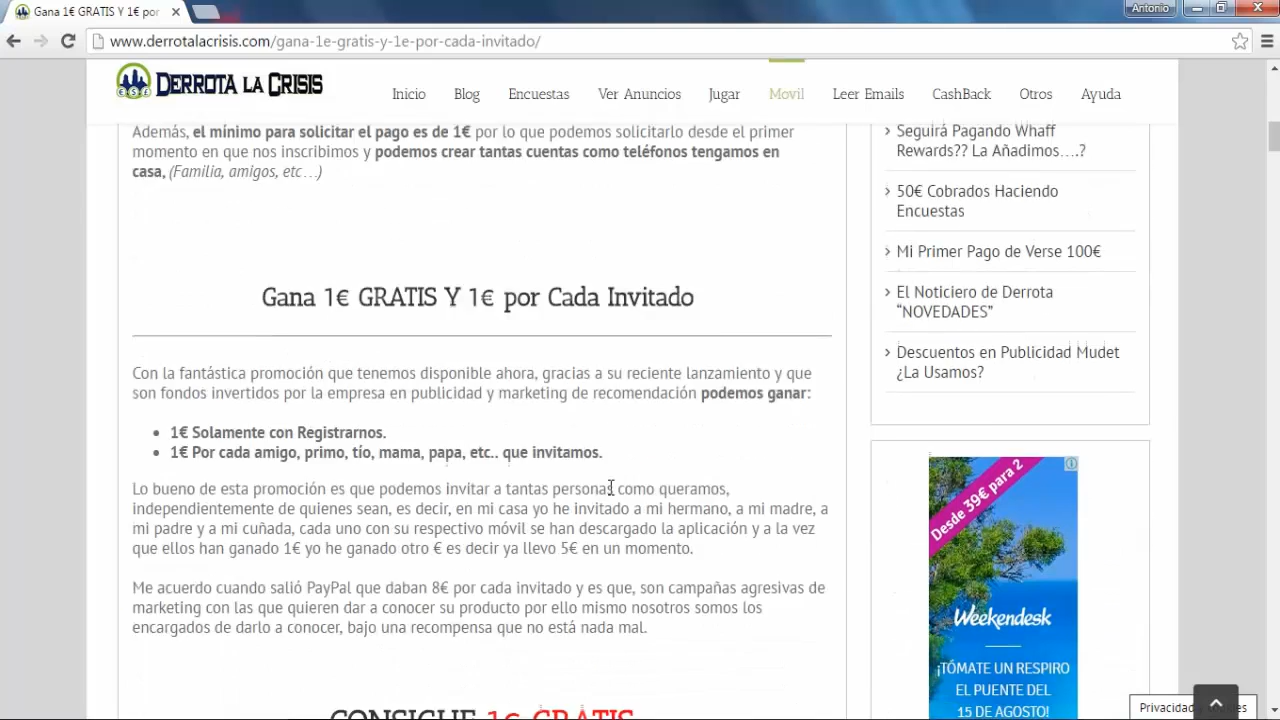 Gana 1€ GRATIS Y 1€ por
Antonio
www.derrotalacrisis.com/gana-1e-gratis-y-1e-por-cada-invitado/
DERROTA LA CRISIS
Inicio Blog Encuestas Ver Anuncios Jugar Movil Leer Emails CashBack Otros Ayuda
Además, el mínimo para solicitar el pago es de 1€ por lo que podemos solicitarlo desde el primer
momento en que nos inscribimos y podemos crear tantas cuentas como teléfonos tengamos en
casa, (Familia, amigos, etc…)
Gana 1€ GRATIS Y 1€ por Cada Invitado
Con la fantástica promoción que tenemos disponible ahora, gracias a su reciente lanzamiento y que
son fondos invertidos por la empresa en publicidad y marketing de recomendación podemos ganar:
• 1€ Solamente con Registrarnos.
• 1€ Por cada amigo, primo, tío, mama, papa, etc.. que invitamos.
Lo bueno de esta promoción es que podemos invitar a tantas personas como queramos,
independientemente de quienes sean, es decir, en mi casa yo he invitado a mi hermano, a mi madre, a
mi padre y a mi cuñada, cada uno con su respectivo móvil se han descargado la aplicación y a la vez
que ellos han ganado 1€ yo he ganado otro € es decir ya llevo 5€ en un momento.
Me acuerdo cuando salió PayPal que daban 8€ por cada invitado y es que, son campañas agresivas de
marketing con las que quieren dar a conocer su producto por ello mismo nosotros somos los
encargados de darlo a conocer, bajo una recompensa que no está nada mal.
CONSIGUE 1€ GRATIS
Seguirá Pagando Whaff
Rewards?? La Añadimos….?
50€ Cobrados Haciendo
Encuestas
Mi Primer Pago de Verse 100€
El Noticiero de Derrota
“NOVEDADES”
Descuentos en Publicidad Mudet
¿La Usamos?
Desde 39€ para 2
Weekendesk
¡TÓMATE UN RESPIRO
EL PUENTE DEL
15 DE AGOSTO!
Privacidad